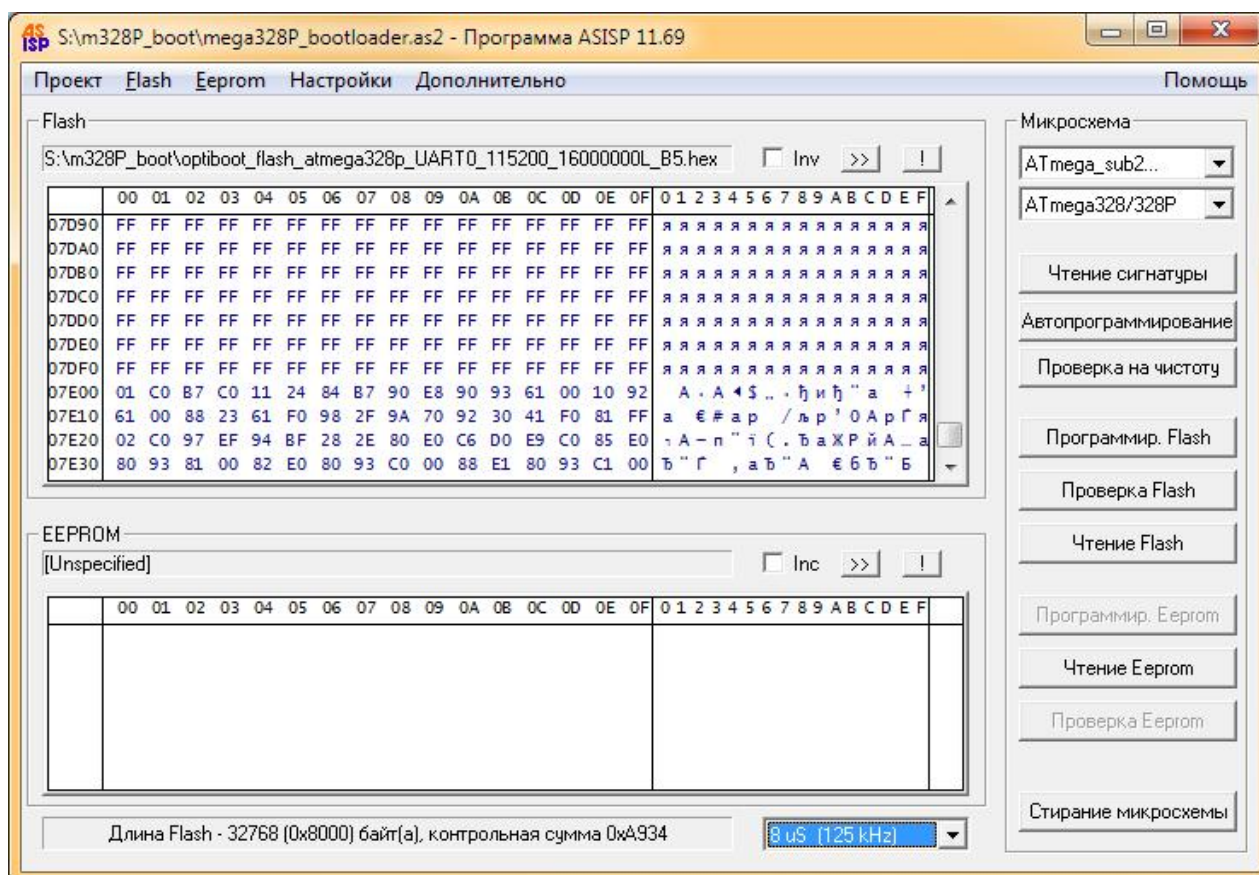 S:\m328P_boot\mega328P_bootloader.as2 - Программа ASISP 11.69
Проект Flash Eeprom Настройки Дополнительно Помощь
Flash
S:\m328P_boot\optiboot_flash_atmega328p_UART0_115200_16000000L_B5.hex Inv >> !
00 01 02 03 04 05 06 07 08 09 0A 0B 0C 0D 0E 0F 0 1 2 3 4 5 6 7 8 9 A B C D E F
07D90 FF FF FF FF FF FF FF FF FF FF FF FF FF FF FF FF я я я я я я я я я я я я я я я я
07DA0 FF FF FF FF FF FF FF FF FF FF FF FF FF FF FF FF я я я я я я я я я я я я я я я я
07DB0 FF FF FF FF FF FF FF FF FF FF FF FF FF FF FF FF я я я я я я я я я я я я я я я я
07DC0 FF FF FF FF FF FF FF FF FF FF FF FF FF FF FF FF я я я я я я я я я я я я я я я я
07DD0 FF FF FF FF FF FF FF FF FF FF FF FF FF FF FF FF я я я я я я я я я я я я я я я я
07DE0 FF FF FF FF FF FF FF FF FF FF FF FF FF FF FF FF я я я я я я я я я я я я я я я я
07DF0 FF FF FF FF FF FF FF FF FF FF FF FF FF FF FF FF я я я я я я я я я я я я я я я я
07E00 01 C0 B7 C0 11 24 84 B7 90 E8 90 93 61 00 10 92 А · А ◄ $ „ · ђ и ђ “ a + ’
07E10 61 00 88 23 61 F0 98 2F 9A 70 92 30 41 F0 81 FF a € # a р / љ p ’ 0 A р Ѓ я
07E20 02 C0 97 EF 94 BF 28 2E 80 E0 C6 D0 E9 C0 85 E0 ¬ А — п ” ї ( . Ђ а Ж Р й А … а
07E30 80 93 81 00 82 E0 80 93 C0 00 88 E1 80 93 C1 00 Ђ “ Ѓ ‚ а Ђ “ А € б Ђ “ Б
EEPROM
[Unspecified] Inc >> !
00 01 02 03 04 05 06 07 08 09 0A 0B 0C 0D 0E 0F 0 1 2 3 4 5 6 7 8 9 A B C D E F
Длина Flash - 32768 (0x8000) байт(а), контрольная сумма 0xA934 8 uS (125 kHz)
Микросхема
ATmega_sub2...
ATmega328/328P
Чтение сигнатуры
Автопрограммирование
Проверка на чистоту
Программир. Flash
Проверка Flash
Чтение Flash
Программир. Eeprom
Чтение Eeprom
Проверка Eeprom
Стирание микросхемы